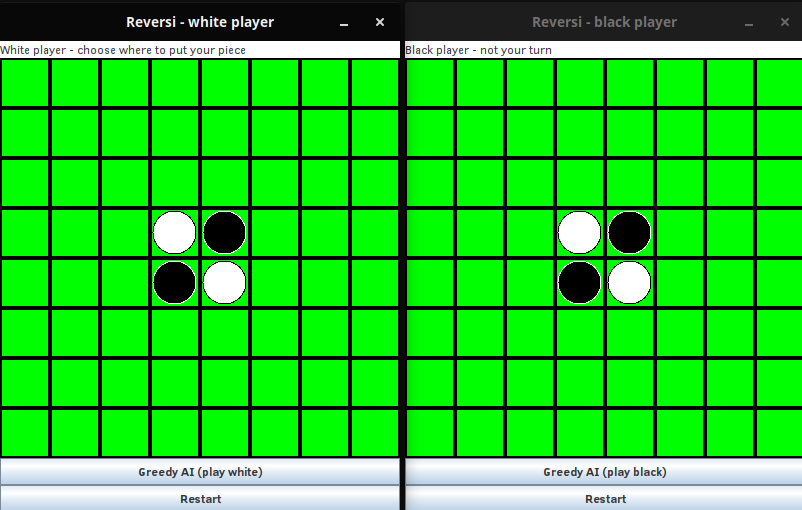 Reversi - white player
White player - choose where to put your piece
Greedy AI (play white)
Restart
Reversi - black player
Black player - not your turn
Greedy AI (play black)
Restart